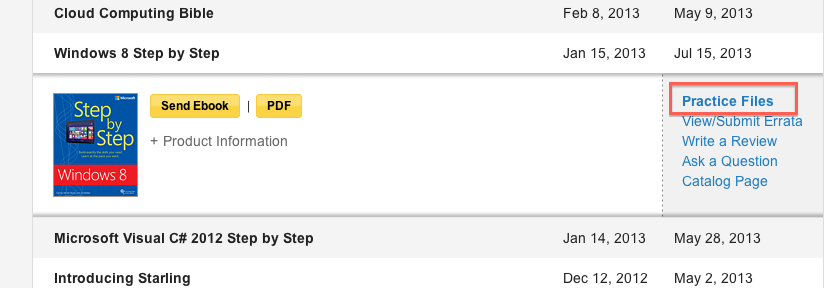 Cloud Computing Bible Feb 8, 2013 May 9, 2013
Windows 8 Step by Step Jan 15, 2013 Jul 15, 2013
Microsoft
Step
by
Step
Windows 8
Send Ebook | PDF
+ Product Information
Practice Files
View/Submit Errata
Write a Review
Ask a Question
Catalog Page
Microsoft Visual C# 2012 Step by Step Jan 14, 2013 May 28, 2013
Introducing Starling Dec 12, 2012 May 2, 2013